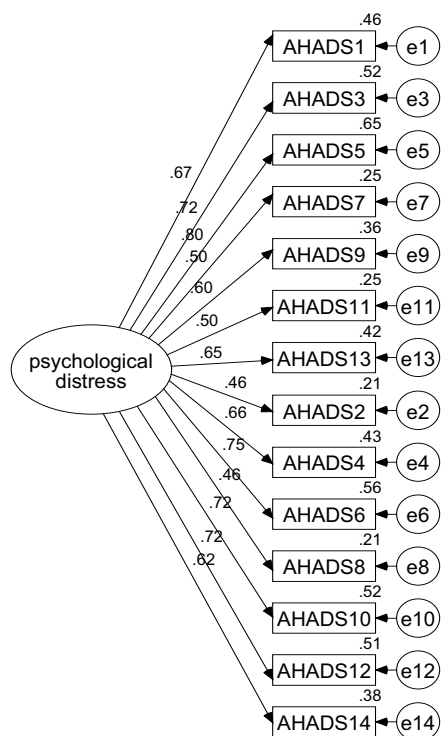 .46
AHADS1
e1
.52
AHADS3
e3
.65
AHADS5
e5
.25
AHADS7
e7
.36
AHADS9
e9
.25
AHADS11
e11
.42
AHADS13
e13
.21
AHADS2
e2
.43
AHADS4
e4
.56
AHADS6
e6
.21
AHADS8
e8
.52
AHADS10
e10
.51
AHADS12
e12
.38
AHADS14
e14
.67
.72
.80
.50
.60
.50
.65
.46
.66
.75
.46
.72
.72
.62
psychological
distress